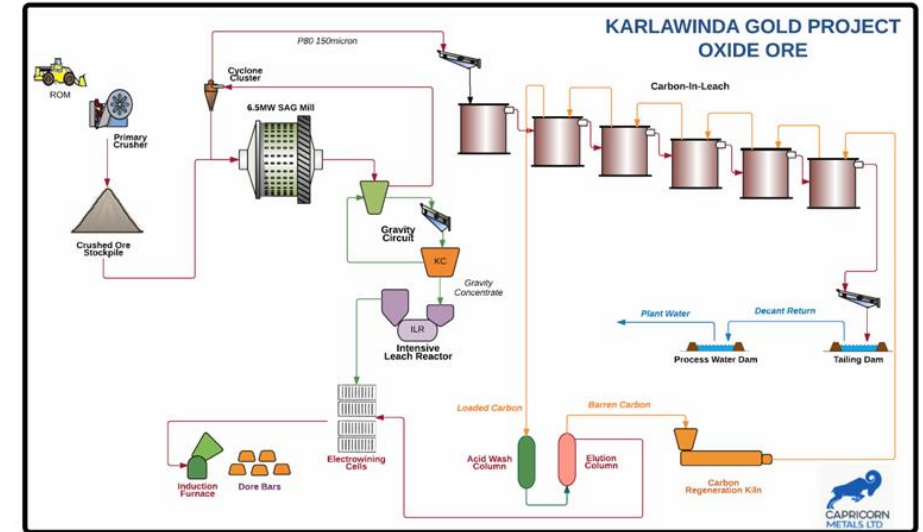 KARLAWINDA GOLD PROJECT
OXIDE ORE
P80 150micron
ROM
Cyclone
Cluster
6.5MW SAG Mill
Carbon-In-Leach
Primary
Crusher
Crushed Ore
Stockpile
Gravity
Circuit
KC
Gravity
Concentrate
ILR
Intensive
Leach Reactor
Plant Water
Decant Return
Process Water Dam
Tailing Dam
Loaded Carbon
Barren Carbon
Electrowining
Cells
Acid Wash
Column
Elution
Column
Induction
Furnace
Dore Bars
Carbon
Regeneration Kiln
CAPRICORN
METALS LTD